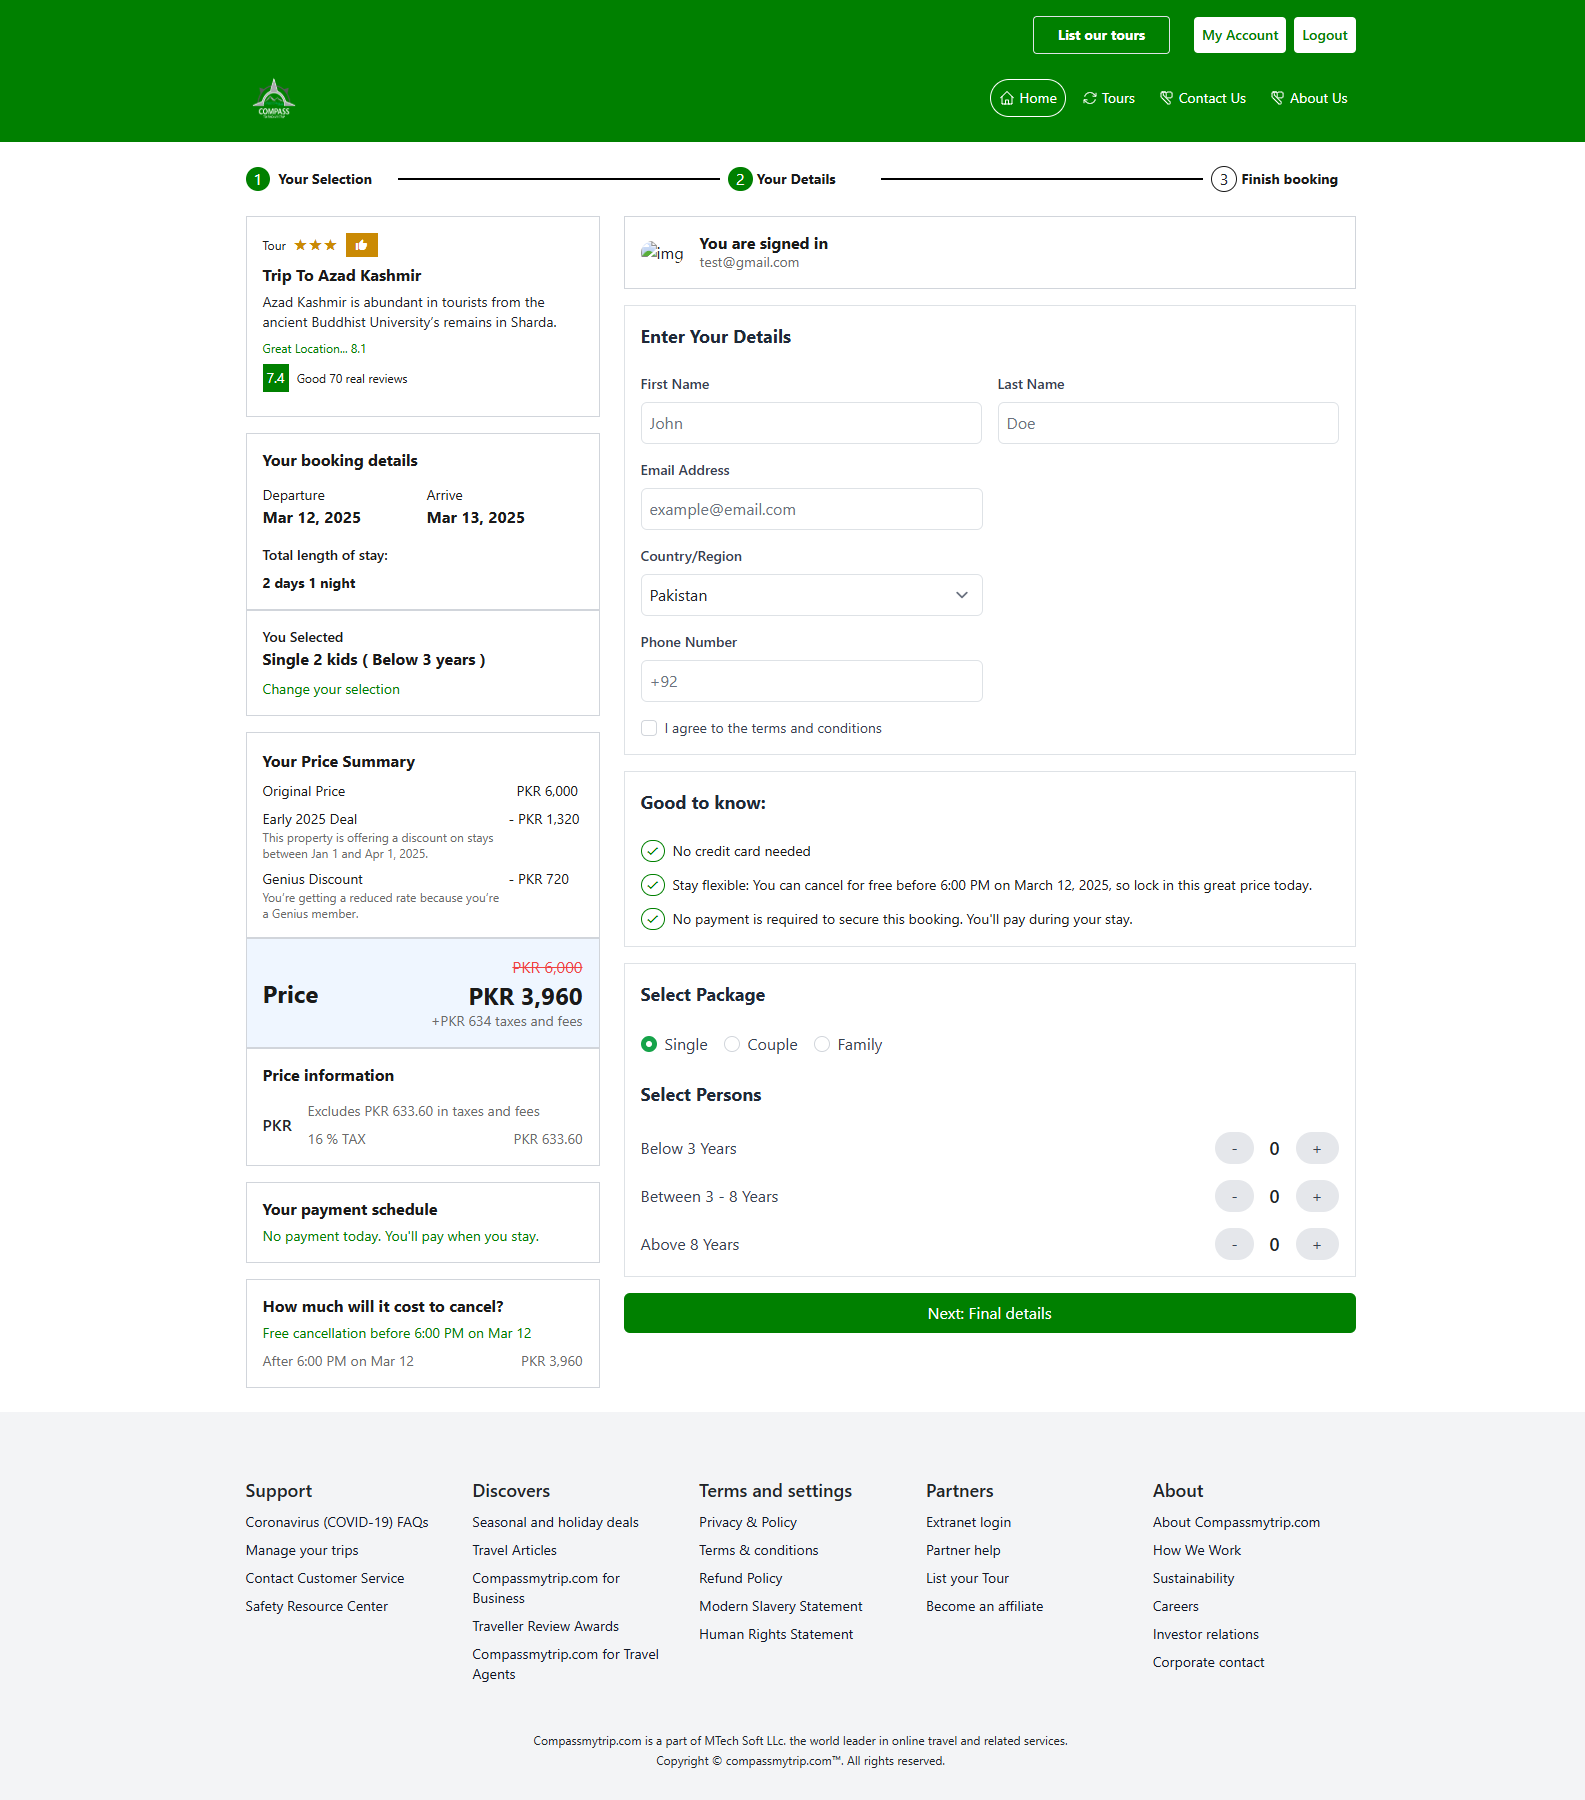 List our tours
My Account
Logout
COMPASS
Home
Tours
Contact Us
About Us
1 Your Selection
2 Your Details
3 Finish booking
Tour
Trip To Azad Kashmir
Azad Kashmir is abundant in tourists from the
ancient Buddhist University’s remains in Sharda.
Great Location... 8.1
7.4 Good 70 real reviews
Your booking details
Departure Arrive
Mar 12, 2025 Mar 13, 2025
Total length of stay:
2 days 1 night
You Selected
Single 2 kids ( Below 3 years )
Change your selection
Your Price Summary
Original Price PKR 6,000
Early 2025 Deal - PKR 1,320
This property is offering a discount on stays
between Jan 1 and Apr 1, 2025.
Genius Discount - PKR 720
You’re getting a reduced rate because you’re
a Genius member.
PKR 6,000
Price PKR 3,960
+PKR 634 taxes and fees
Price information
PKR
Excludes PKR 633.60 in taxes and fees
16 % TAX PKR 633.60
Your payment schedule
No payment today. You'll pay when you stay.
How much will it cost to cancel?
Free cancellation before 6:00 PM on Mar 12
After 6:00 PM on Mar 12 PKR 3,960
img
You are signed in
test@gmail.com
Enter Your Details
First Name Last Name
John Doe
Email Address
example@email.com
Country/Region
Pakistan
Phone Number
+92
I agree to the terms and conditions
Good to know:
No credit card needed
Stay flexible: You can cancel for free before 6:00 PM on March 12, 2025, so lock in this great price today.
No payment is required to secure this booking. You'll pay during your stay.
Select Package
Single Couple Family
Select Persons
Below 3 Years - 0 +
Between 3 - 8 Years - 0 +
Above 8 Years - 0 +
Next: Final details
Support
Coronavirus (COVID-19) FAQs
Manage your trips
Contact Customer Service
Safety Resource Center
Discovers
Seasonal and holiday deals
Travel Articles
Compassmytrip.com for
Business
Traveller Review Awards
Compassmytrip.com for Travel
Agents
Terms and settings
Privacy & Policy
Terms & conditions
Refund Policy
Modern Slavery Statement
Human Rights Statement
Partners
Extranet login
Partner help
List your Tour
Become an affiliate
About
About Compassmytrip.com
How We Work
Sustainability
Careers
Investor relations
Corporate contact
Compassmytrip.com is a part of MTech Soft LLc. the world leader in online travel and related services.
Copyright © compassmytrip.com™. All rights reserved.